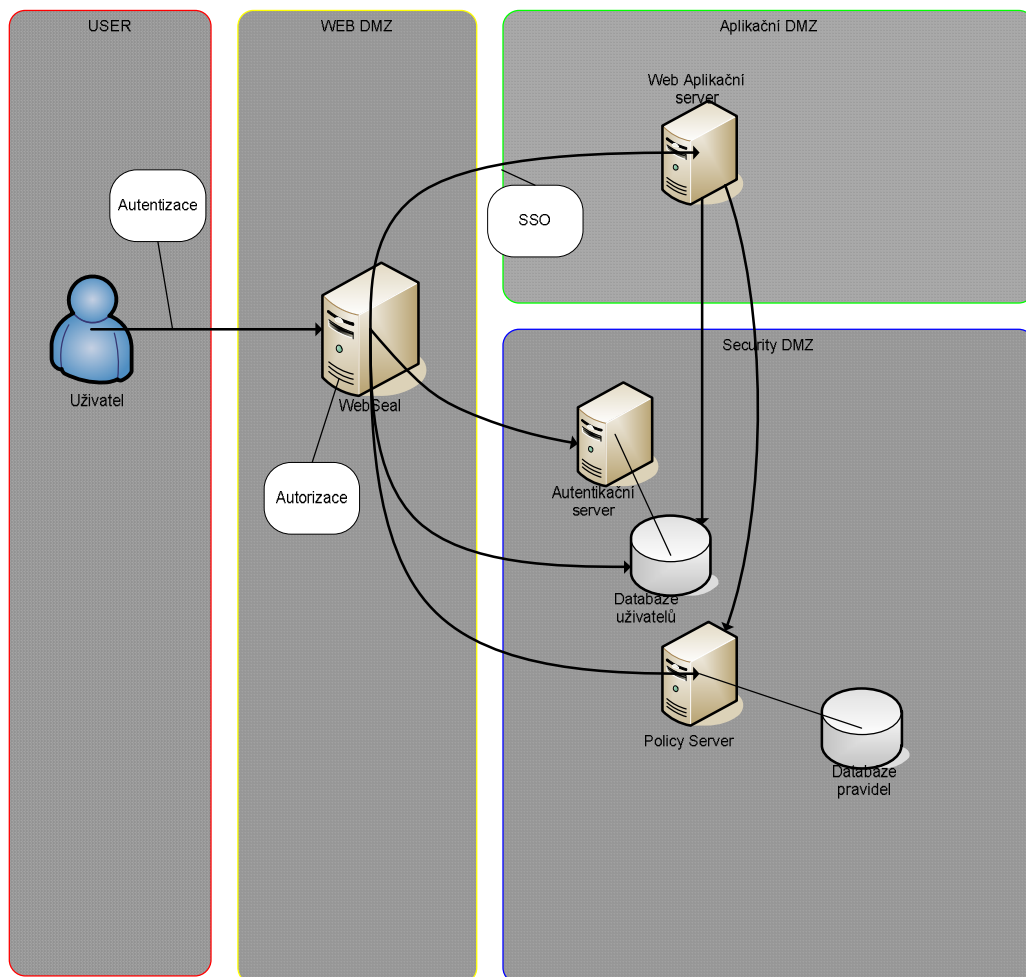 USER
WEB DMZ
Aplikační DMZ
Web Aplikační
server
Autentizace
SSO
Uživatel
WebSeal
Security DMZ
Autorizace
Autentikační
server
Databáze
uživatelů
Policy Server
Databáze
pravidel